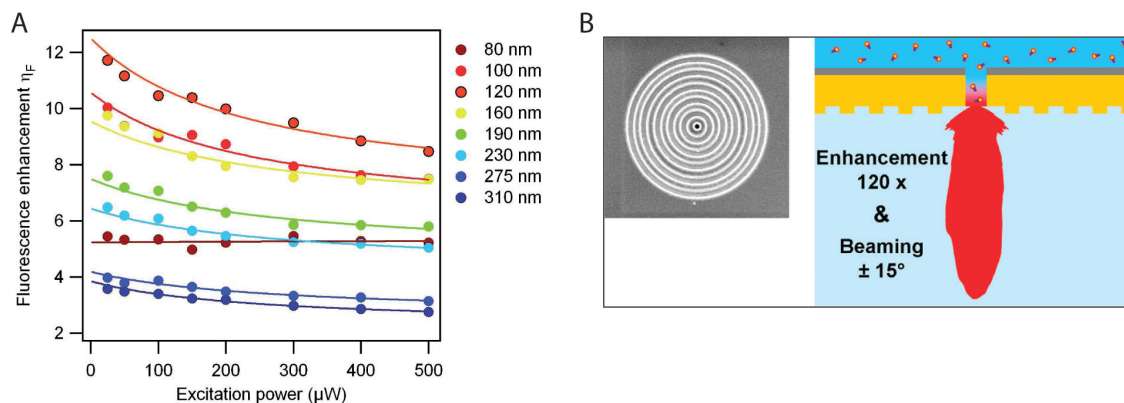 A
Fluorescence enhancement ηF
12
10
8
6
4
2
0
100
200
300
400
500
Excitation power (µW)
80 nm
100 nm
120 nm
160 nm
190 nm
230 nm
275 nm
310 nm
B
Enhancement
120 x
&
Beaming
± 15°